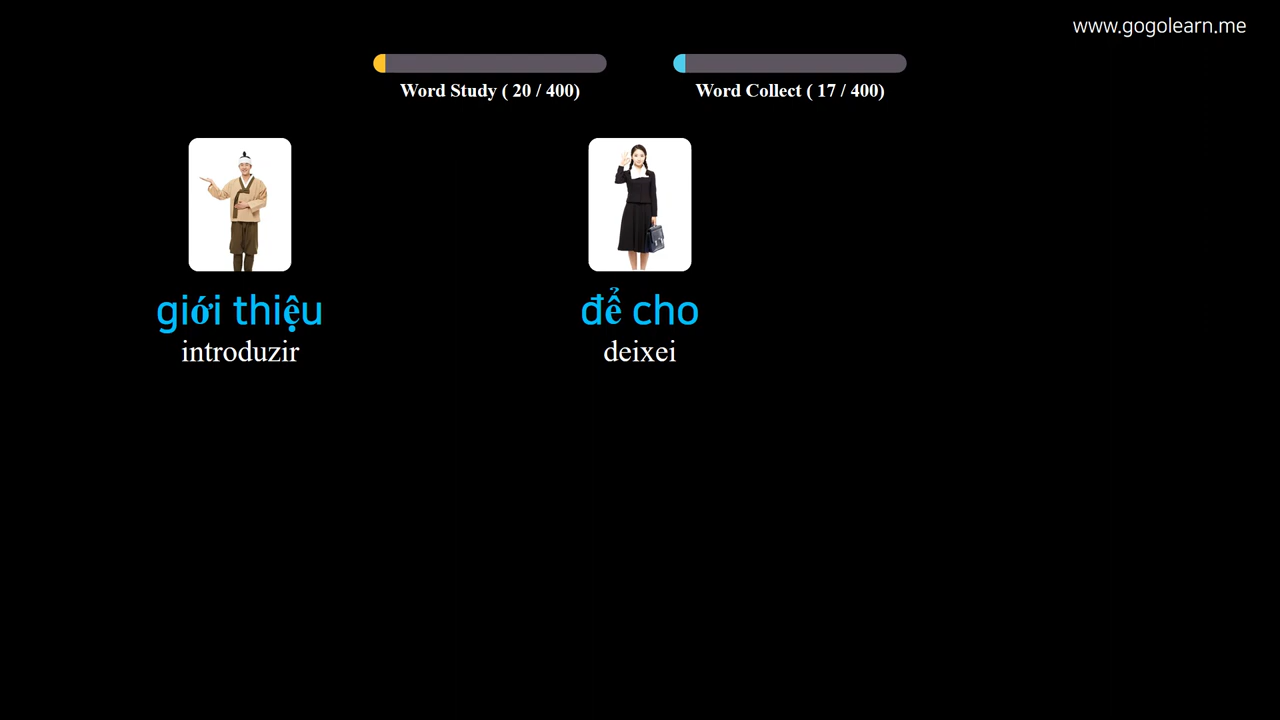 www.gogolearn.me
Word Study ( 20 / 400)
Word Collect ( 17 / 400)
giới thiệu
introduzir
để cho
deixei